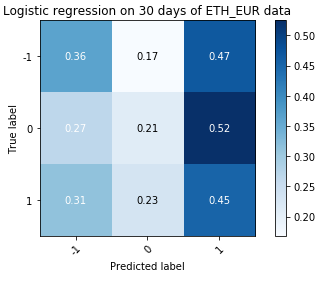 Logistic regression on 30 days of ETH_EUR data
-1 0.36 0.17 0.47 0.50
0.45
0.40
0 0.27 0.21 0.52 0.35
0.30
0.25
1 0.31 0.23 0.45 0.20
True label
-1 0 1
Predicted label